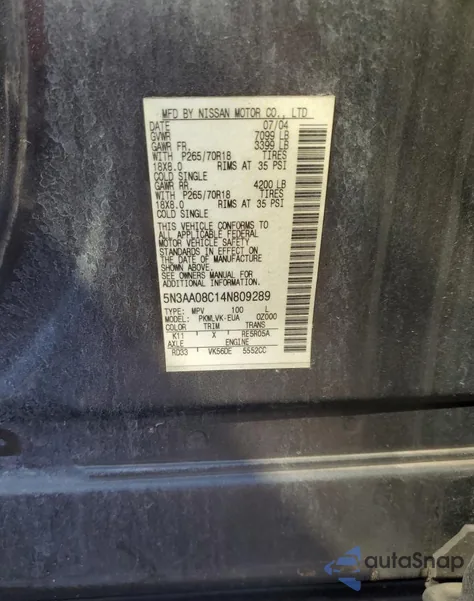 MFD BY NISSAN MOTOR CO., LTD
DATE 07/04
GVWR 7099 LB
GAWR FR. 3399 LB
WITH P265/70R18 TIRES
18X8.0 RIMS AT 35 PSI
COLD SINGLE
GAWR RR. 4200 LB
WITH P265/70R18 TIRES
18X8.0 RIMS AT 35 PSI
COLD SINGLE
THIS VEHICLE CONFORMS TO
ALL APPLICABLE FEDERAL
MOTOR VEHICLE SAFETY
STANDARDS IN EFFECT ON
THE DATE OF MANUFACTURE
SHOWN ABOVE.
SEE OWNERS MANUAL FOR
ADDITIONAL INFORMATION.
5N3AA08C14N809289
TYPE: MPV 100 L
MODEL: PKMLVK-EUA 0Z000
COLOR TRIM TRANS
K11 X RE5R05A
AXLE ENGINE
RD33 VK56DE 5552CC
autoSnap